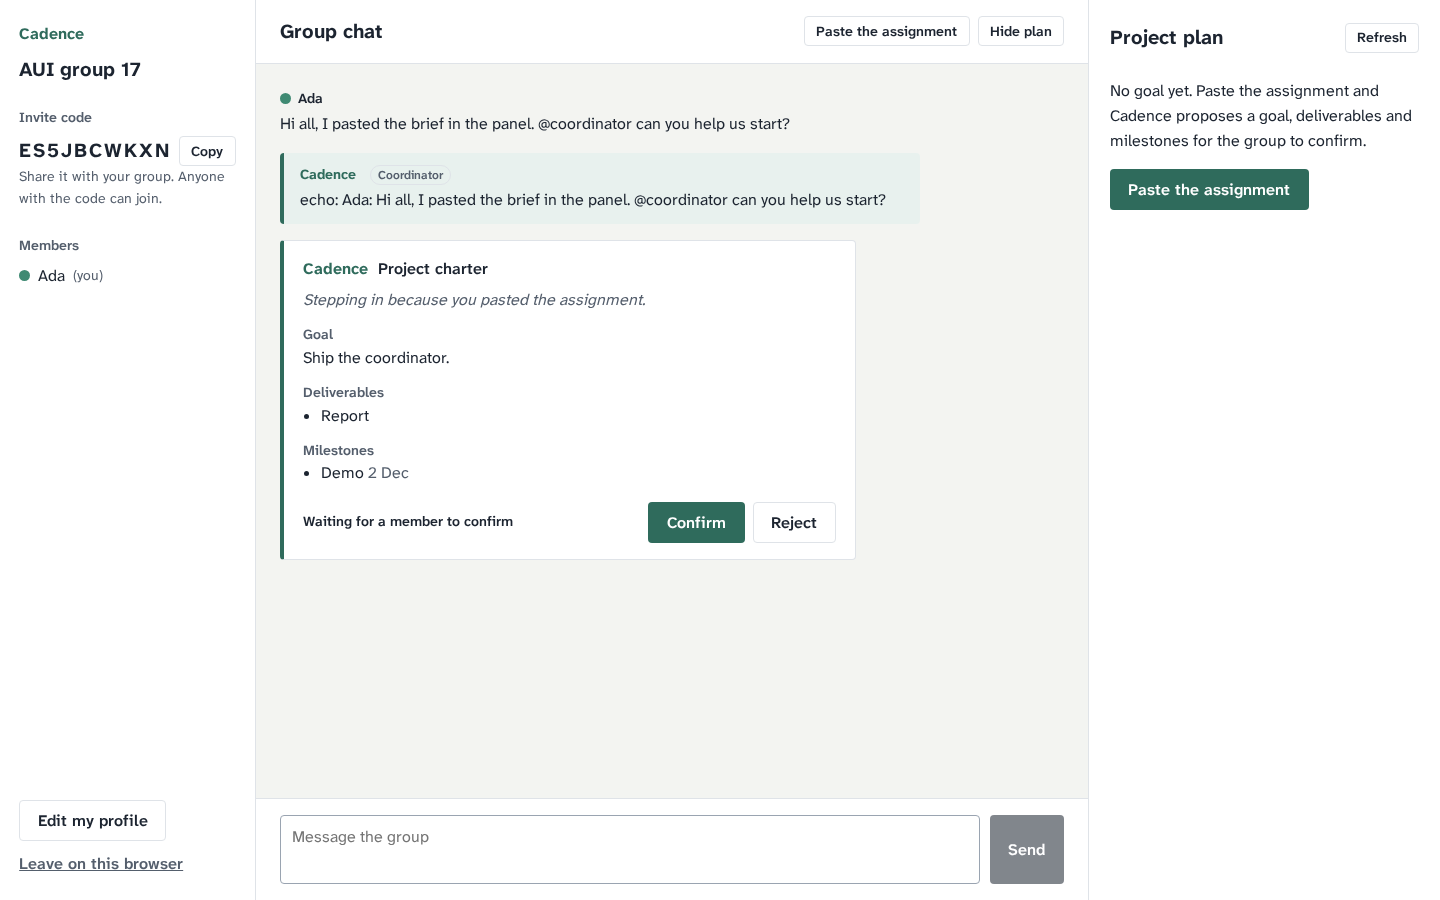 Cadence
AUI group 17
Invite code
ES5JBCWKXN Copy
Share it with your group. Anyone
with the code can join.
Members
Ada (you)
Edit my profile
Leave on this browser
Group chat
Paste the assignment
Hide plan
Ada
Hi all, I pasted the brief in the panel. @coordinator can you help us start?
Cadence Coordinator
echo: Ada: Hi all, I pasted the brief in the panel. @coordinator can you help us start?
Cadence Project charter
Stepping in because you pasted the assignment.
Goal
Ship the coordinator.
Deliverables
• Report
Milestones
• Demo 2 Dec
Waiting for a member to confirm
Confirm
Reject
Message the group
Send
Project plan
Refresh
No goal yet. Paste the assignment and
Cadence proposes a goal, deliverables and
milestones for the group to confirm.
Paste the assignment